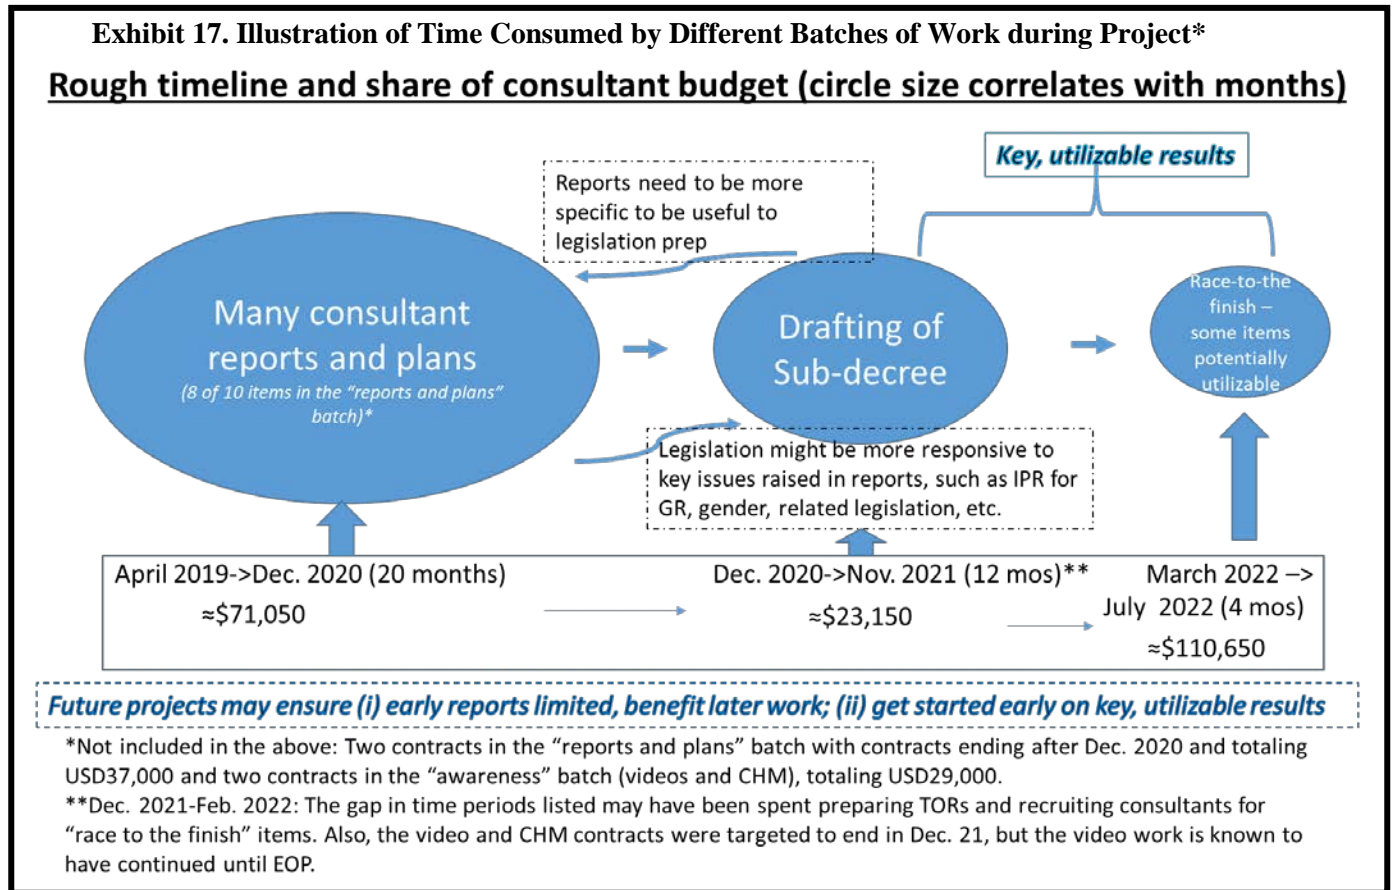 Exhibit 17. Illustration of Time Consumed by Different Batches of Work during Project*
Rough timeline and share of consultant budget (circle size correlates with months)
Key, utilizable results
Reports need to be more
specific to be useful to
legislation prep
Many consultant
reports and plans
(8 of 10 items in the “reports and plans”
batch)*
Drafting of
Sub-decree
Race-to-the
finish –
some items
potentially
utilizable
Legislation might be more responsive to
key issues raised in reports, such as IPR for
GR, gender, related legislation, etc.
April 2019->Dec. 2020 (20 months)
≈$71,050
Dec. 2020->Nov. 2021 (12 mos)**
≈$23,150
March 2022 –>
July 2022 (4 mos)
≈$110,650
Future projects may ensure (i) early reports limited, benefit later work; (ii) get started early on key, utilizable results
*Not included in the above: Two contracts in the “reports and plans” batch with contracts ending after Dec. 2020 and totaling
USD37,000 and two contracts in the “awareness” batch (videos and CHM), totaling USD29,000.
**Dec. 2021-Feb. 2022: The gap in time periods listed may have been spent preparing TORs and recruiting consultants for
“race to the finish” items. Also, the video and CHM contracts were targeted to end in Dec. 21, but the video work is known to
have continued until EOP.